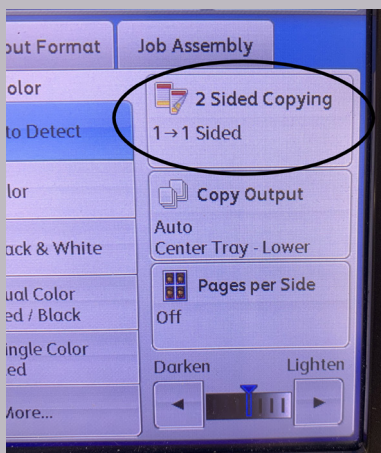 out Format
Job Assembly
olor
to Detect
lor
ack & White
ual Color
ed / Black
ingle Color
ed
More...
2 Sided Copying
1→1 Sided
Copy Output
Auto
Center Tray - Lower
Pages per Side
Off
Darken
Lighten